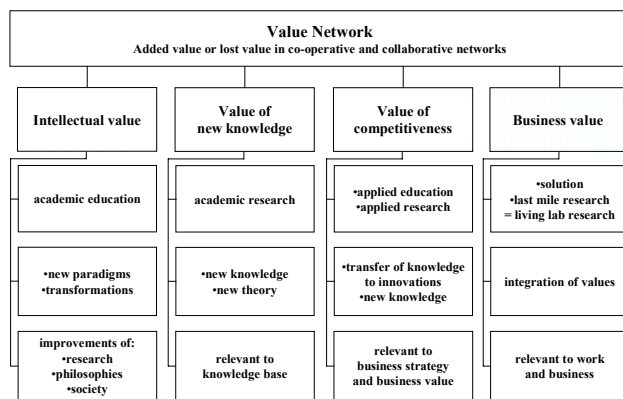 Value Network
Added value or lost value in co-operative and collaborative networks
Intellectual value
Value of
new knowledge
Value of
competitiveness
Business value
academic education
academic research
•applied education
•applied research
•solution
•last mile research
= living lab research
•new paradigms
•transformations
•new knowledge
•new theory
•transfer of knowledge
to innovations
•new knowledge
integration of values
improvements of:
•research
•philosophies
•society
relevant to
knowledge base
relevant to
business strategy
and business value
relevant to work
and business